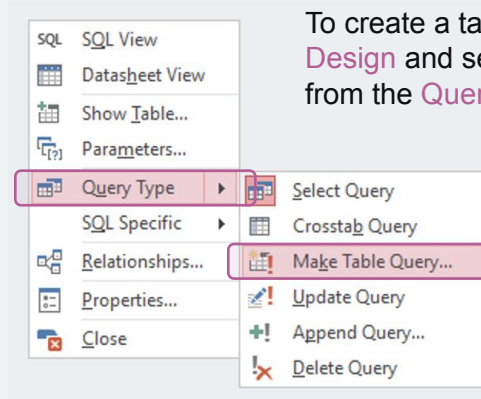 To create a ta
Design and se
from the Quer
SQL SQL View
Datasheet View
Show Table...
Parameters...
Query Type
SQL Specific
Relationships...
Properties...
Close
Select Query
Crosstab Query
Make Table Query...
Update Query
Append Query...
Delete Query